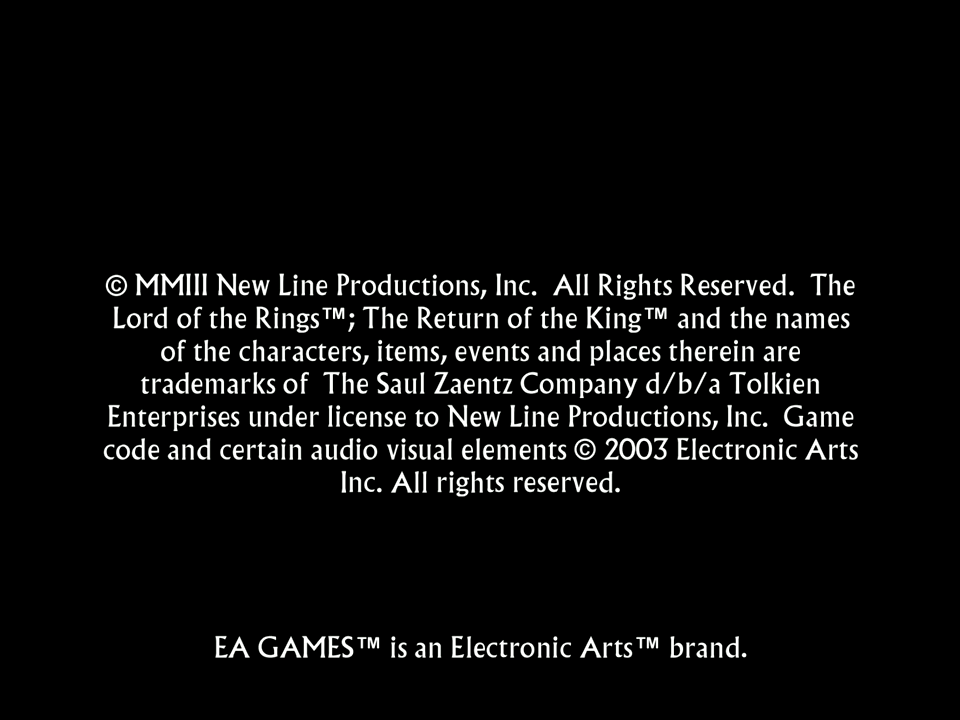 © MMIII New Line Productions, Inc.  All Rights Reserved.  The
Lord of the Rings™; The Return of the King™ and the names
of the characters, items, events and places therein are
trademarks of  The Saul Zaentz Company d/b/a Tolkien
Enterprises under license to New Line Productions, Inc.  Game
code and certain audio visual elements © 2003 Electronic Arts
Inc. All rights reserved.
EA GAMES™ is an Electronic Arts™ brand.